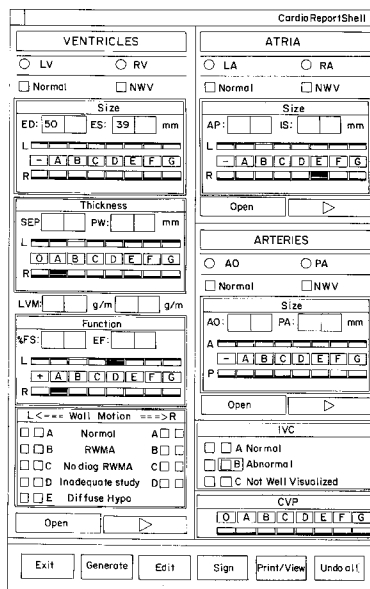 CardioReportShell
VENTRICLES
LV RV
Normal NWV
Size
ED: 50 ES: 39 mm
L
- A B C D E F G
R
Thickness
SEP PW: mm
L
0 A B C D E F G
R
LVM: g/m g/m
Function
%FS: EF:
L
+ A B C D E F G
R
L<=== Wall Motion ===>R
A Normal A
B RWMA B
C No diag RWMA C
D Inadequate study D
E Diffuse Hypo
Open
ATRIA
LA RA
Normal NWV
Size
AP: IS: mm
L
- A B C D E F G
R
Open
ARTERIES
AO PA
Normal NWV
Size
AO: PA: mm
A
- A B C D E F G
P
Open
IVC
A Normal
B Abnormal
C Not Well Visualized
CVP
0 A B C D E F G
Exit Generate Edit Sign Print/View Undo all